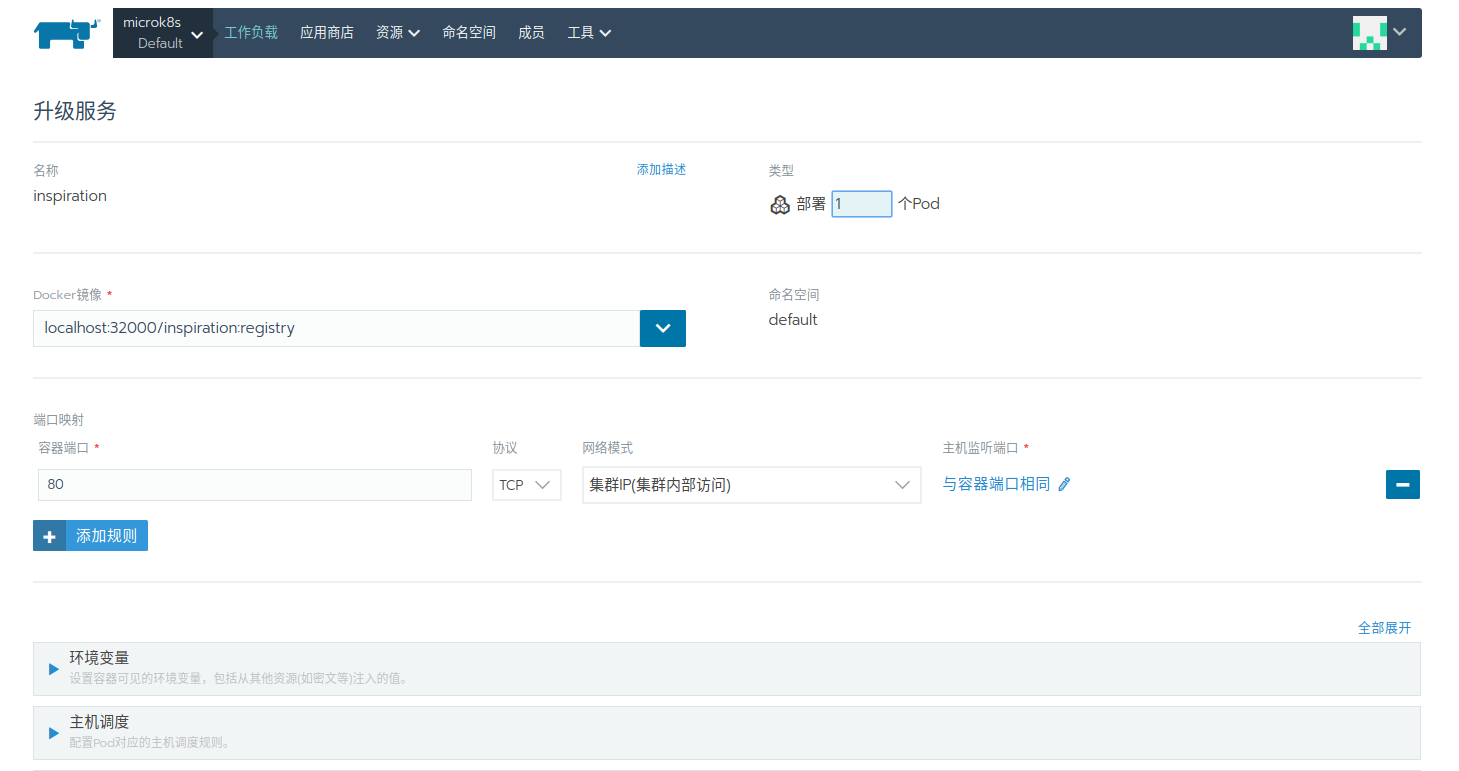 microk8s
Default
工作负载 应用商店 资源 命名空间 成员 工具
升级服务
名称 添加描述 类型
inspiration
部署 1 个Pod
Docker镜像 * 命名空间
localhost:32000/inspiration:registry
default
端口映射
容器端口 * 协议 网络模式 主机监听端口 *
80 TCP 集群IP(集群内部访问) 与容器端口相同
添加规则
全部展开
环境变量
设置容器可见的环境变量，包括从其他资源(如密文等)注入的值。
主机调度
配置Pod对应的主机调度规则。